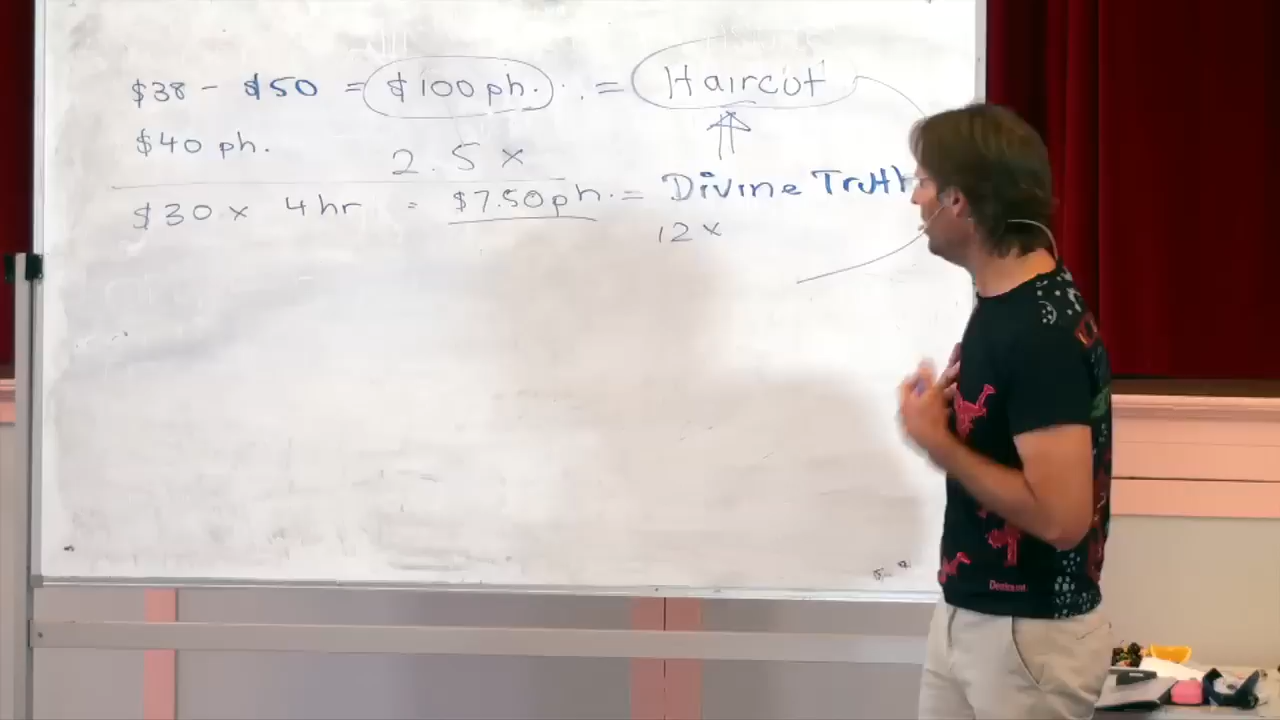 $38 - $50 = $100 ph. = Haircut
$40 ph.
2.5 x
$30 x 4 hr = $7.50 ph. = Divine Truth
12 x